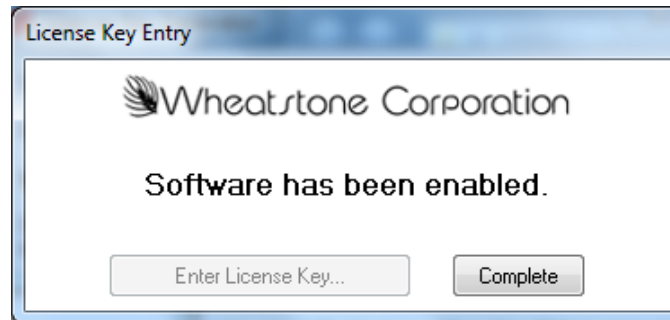 License Key Entry
Wheatstone Corporation
Software has been enabled.
Enter License Key... Complete